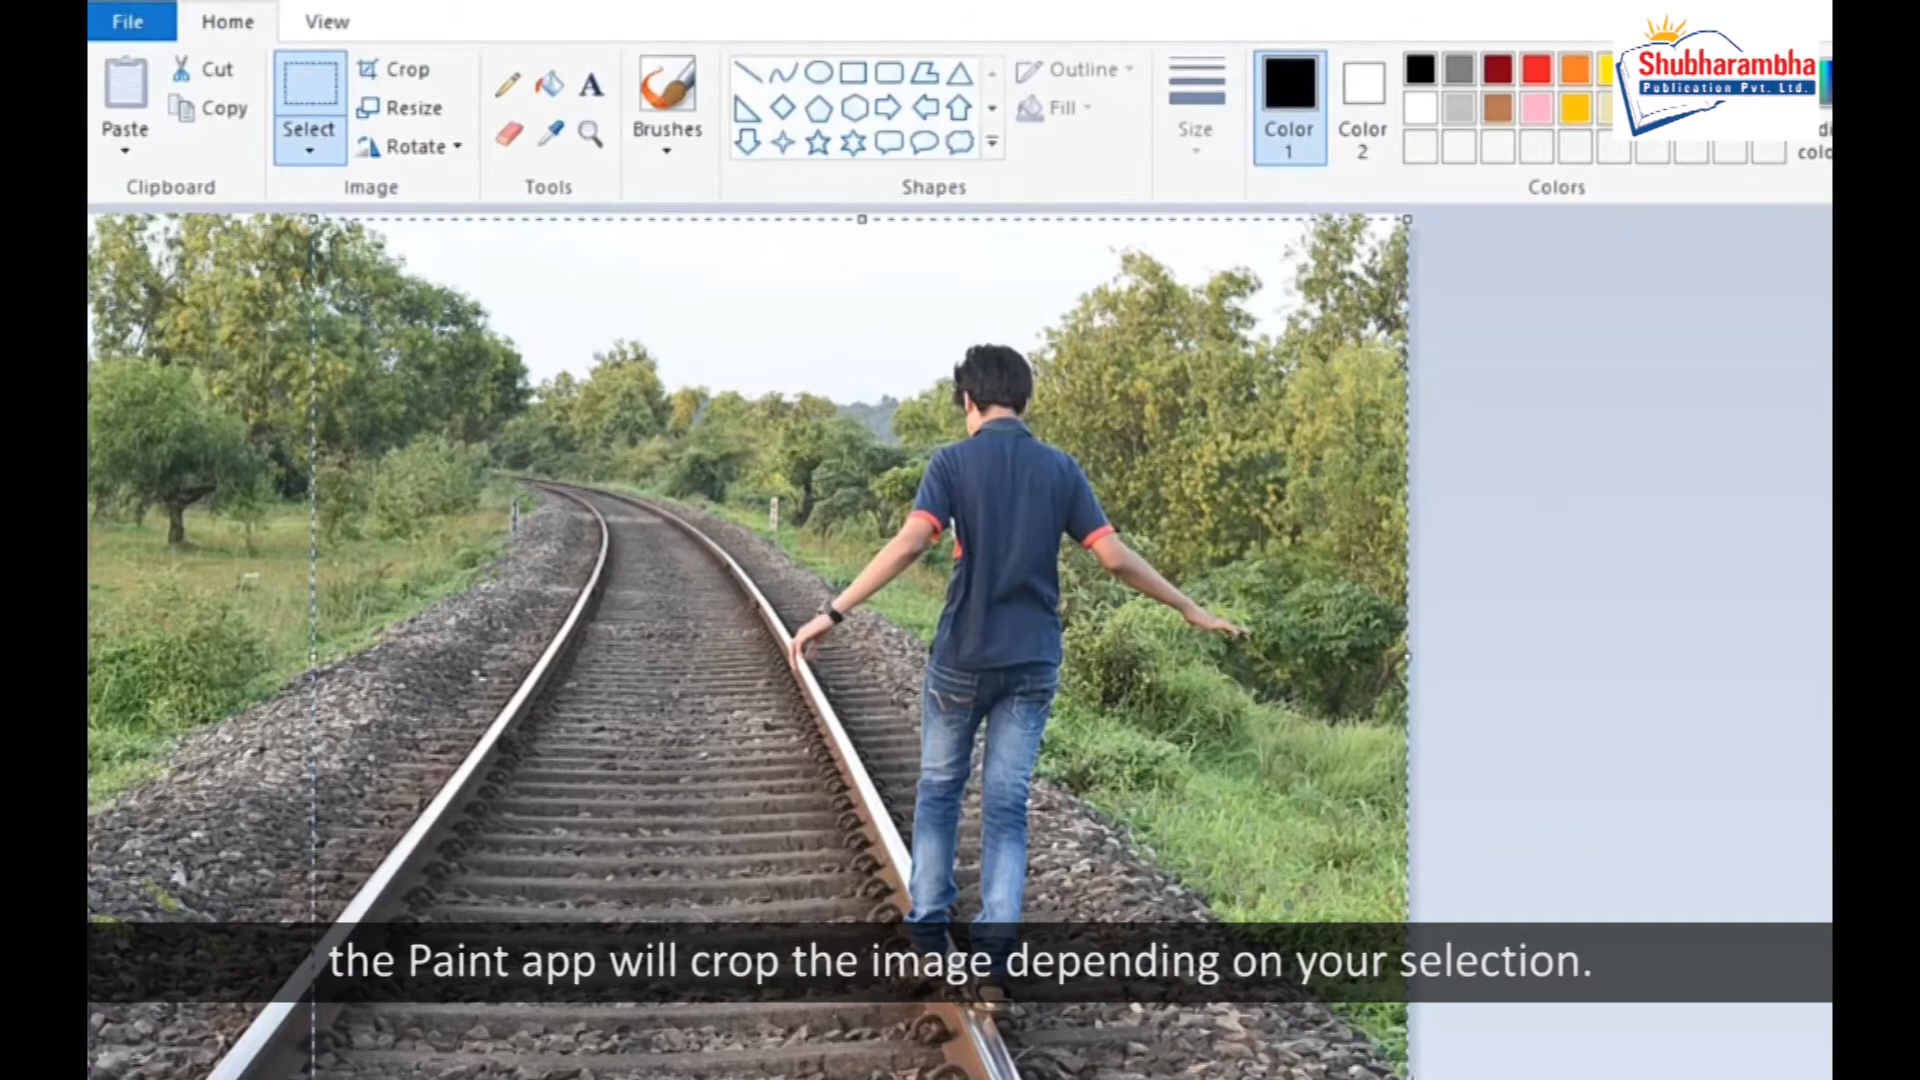 File Home View
Cut
Copy
Paste
Clipboard
Select
Crop
Resize
Rotate
Image
A
Tools
Brushes
Shapes
Outline
Fill
Size
Color 1
Color 2
Colors
Shubharambha
Publication Pvt. Ltd.
the Paint app will crop the image depending on your selection.